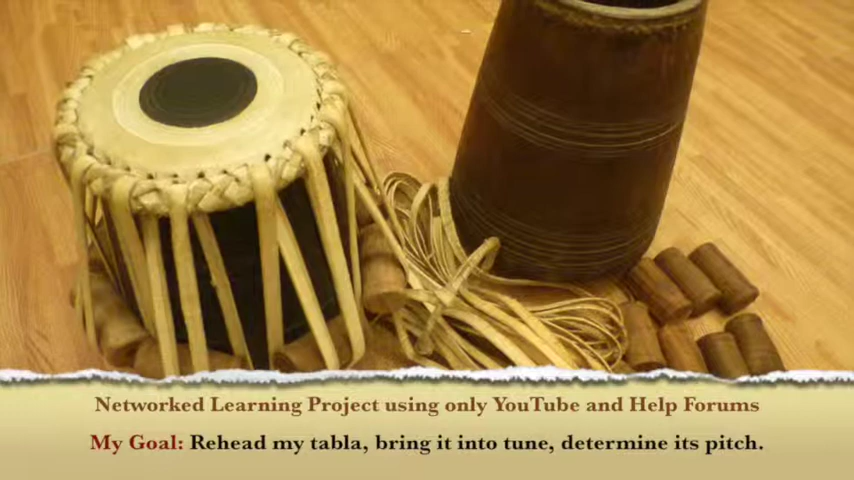 Networked Learning Project using only YouTube and Help Forums
My Goal: Rehead my tabla, bring it into tune, determine its pitch.